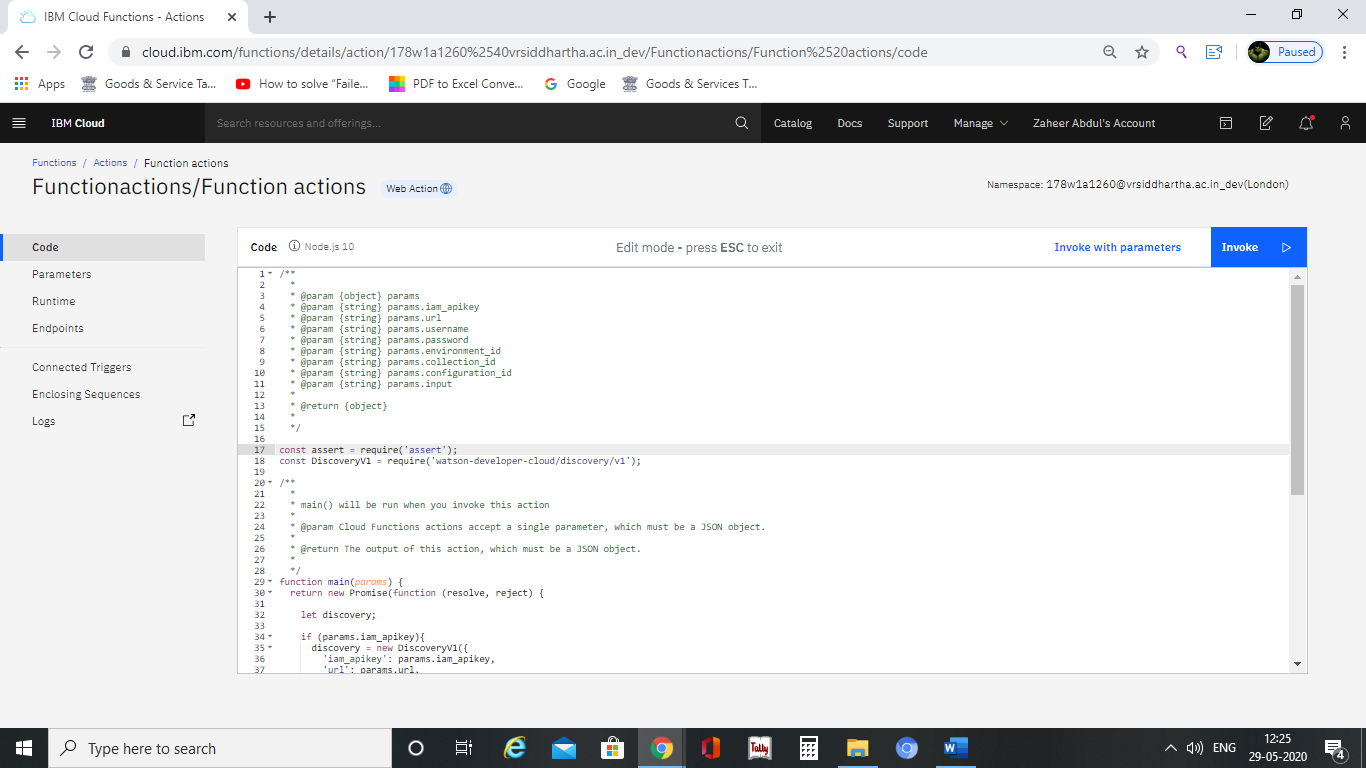 IBM Cloud Functions - Actions
cloud.ibm.com/functions/details/action/178w1a1260%2540vrsiddhartha.ac.in_dev/Functionactions/Function%2520actions/code
Paused
Apps
Goods & Service Ta...
How to solve “Faile...
PDF to Excel Conve...
Google
Goods & Services T...
IBM Cloud
Search resources and offerings...
Catalog
Docs
Support
Manage
Zaheer Abdul's Account
Functions / Actions / Function actions
Functionactions/Function actions
Web Action
Namespace: 178w1a1260@vrsiddhartha.ac.in_dev(London)
Code
Parameters
Runtime
Endpoints
Connected Triggers
Enclosing Sequences
Logs
Code
Node.js 10
Edit mode - press ESC to exit
Invoke with parameters
Invoke
1 /**
2 *
3 * @param {object} params
4 * @param {string} params.iam_apikey
5 * @param {string} params.url
6 * @param {string} params.username
7 * @param {string} params.password
8 * @param {string} params.environment_id
9 * @param {string} params.collection_id
10 * @param {string} params.configuration_id
11 * @param {string} params.input
12 *
13 * @return {object}
14 *
15 */
16
17 const assert = require('assert');
18 const DiscoveryV1 = require('watson-developer-cloud/discovery/v1');
19
20 /**
21 *
22 * main() will be run when you invoke this action
23 *
24 * @param Cloud Functions actions accept a single parameter, which must be a JSON object.
25 *
26 * @return The output of this action, which must be a JSON object.
27 *
28 */
29 function main(params) {
30 return new Promise(function (resolve, reject) {
31
32 let discovery;
33
34 if (params.iam_apikey){
35 discovery = new DiscoveryV1({
36 'iam_apikey': params.iam_apikey,
37 'url': params.url,
Type here to search
Tally
ENG
12:25
29-05-2020
4